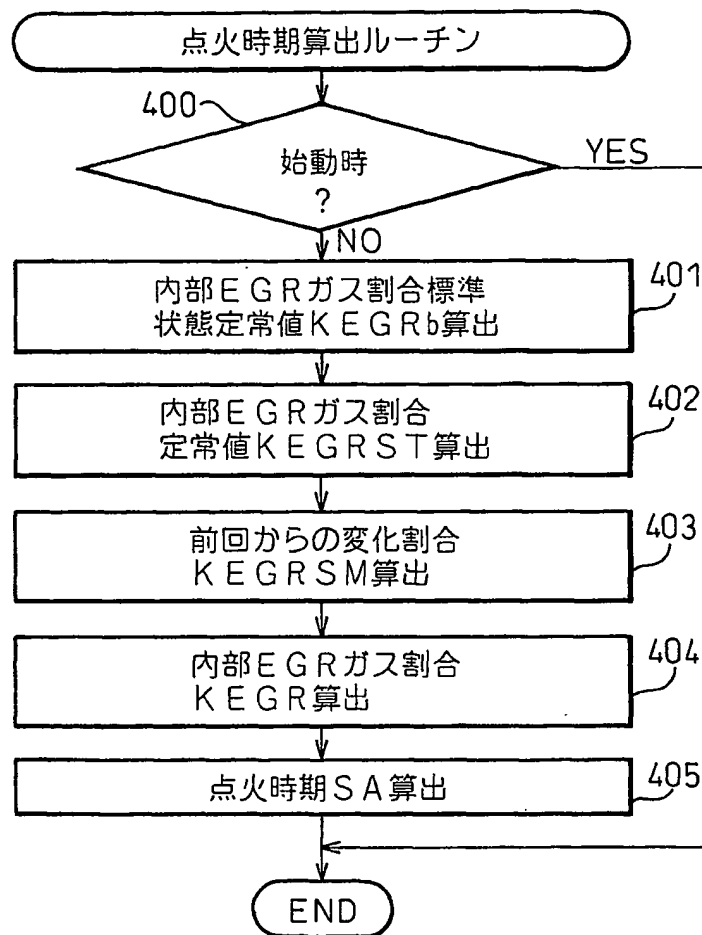 点火時期算出ルーチン
400
始動時
?
YES
NO
内部EGRガス割合標準
状態定常値KEGRb算出
401
内部EGRガス割合
定常値KEGRST算出
402
前回からの変化割合
KEGRSM算出
403
内部EGRガス割合
KEGR算出
404
点火時期SA算出
405
END